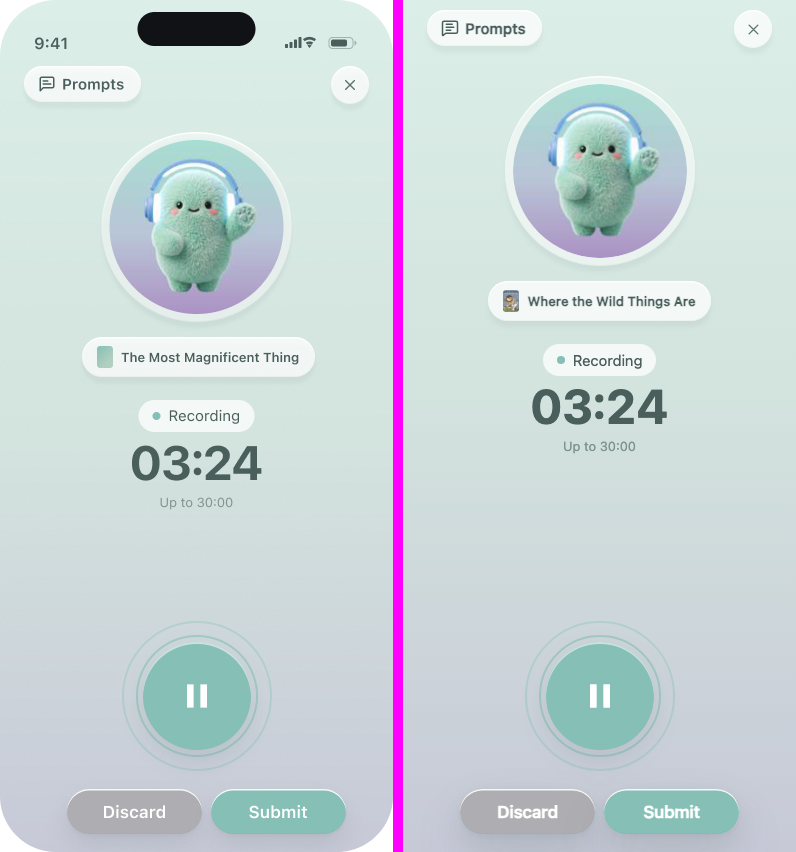 9:41
Prompts
The Most Magnificent Thing
Recording
03:24
Up to 30:00
Discard
Submit
Prompts
Where the Wild Things Are
Recording
03:24
Up to 30:00
Discard
Submit